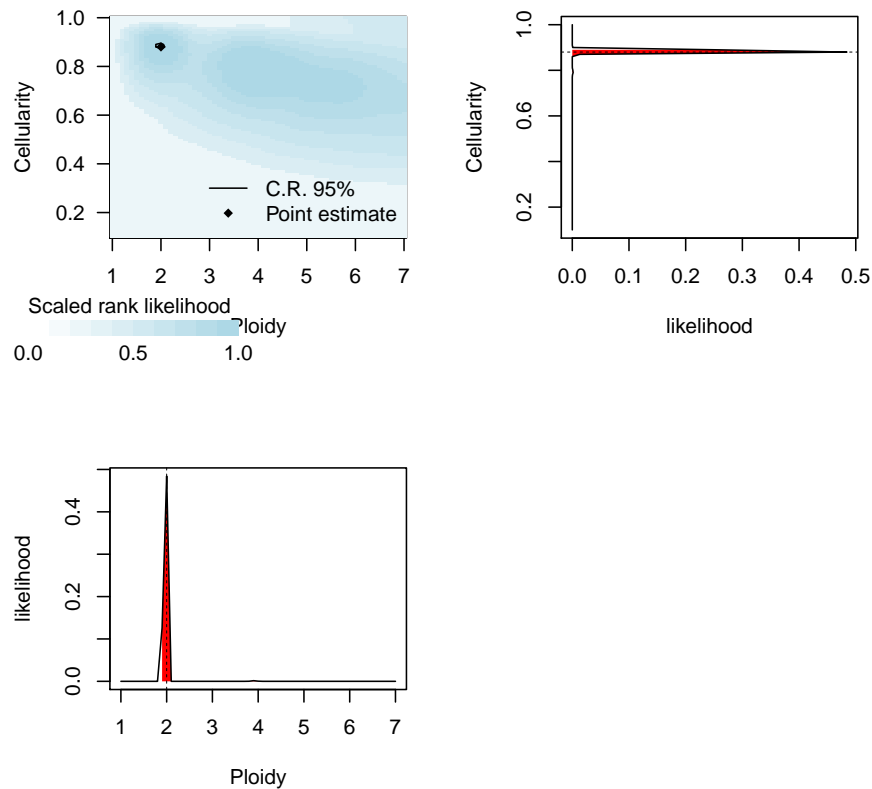 Cellularity
1.0
0.8
0.6
0.4
0.2
C.R. 95%
Point estimate
1 2 3 4 5 6 7
Ploidy
Scaled rank likelihood
0.0 0.5 1.0
Cellularity
1.0
0.6
0.2
0.0 0.1 0.2 0.3 0.4 0.5
likelihood
likelihood
0.4
0.2
0.0
1 2 3 4 5 6 7
Ploidy